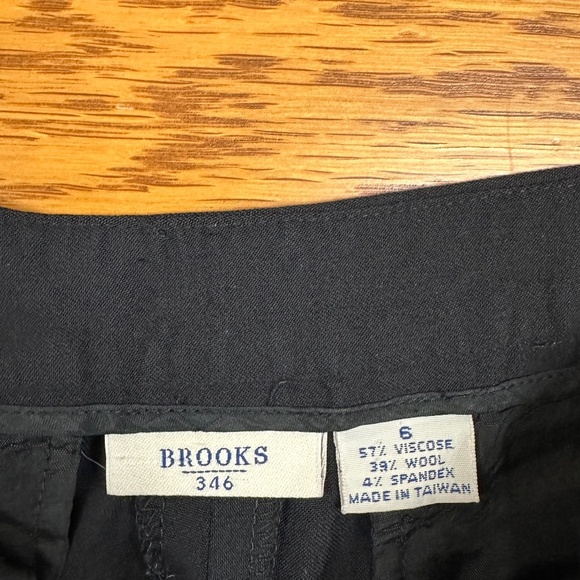 BROOKS
346
6
57% VISCOSE
39% WOOL
4% SPANDEX
MADE IN TAIWAN